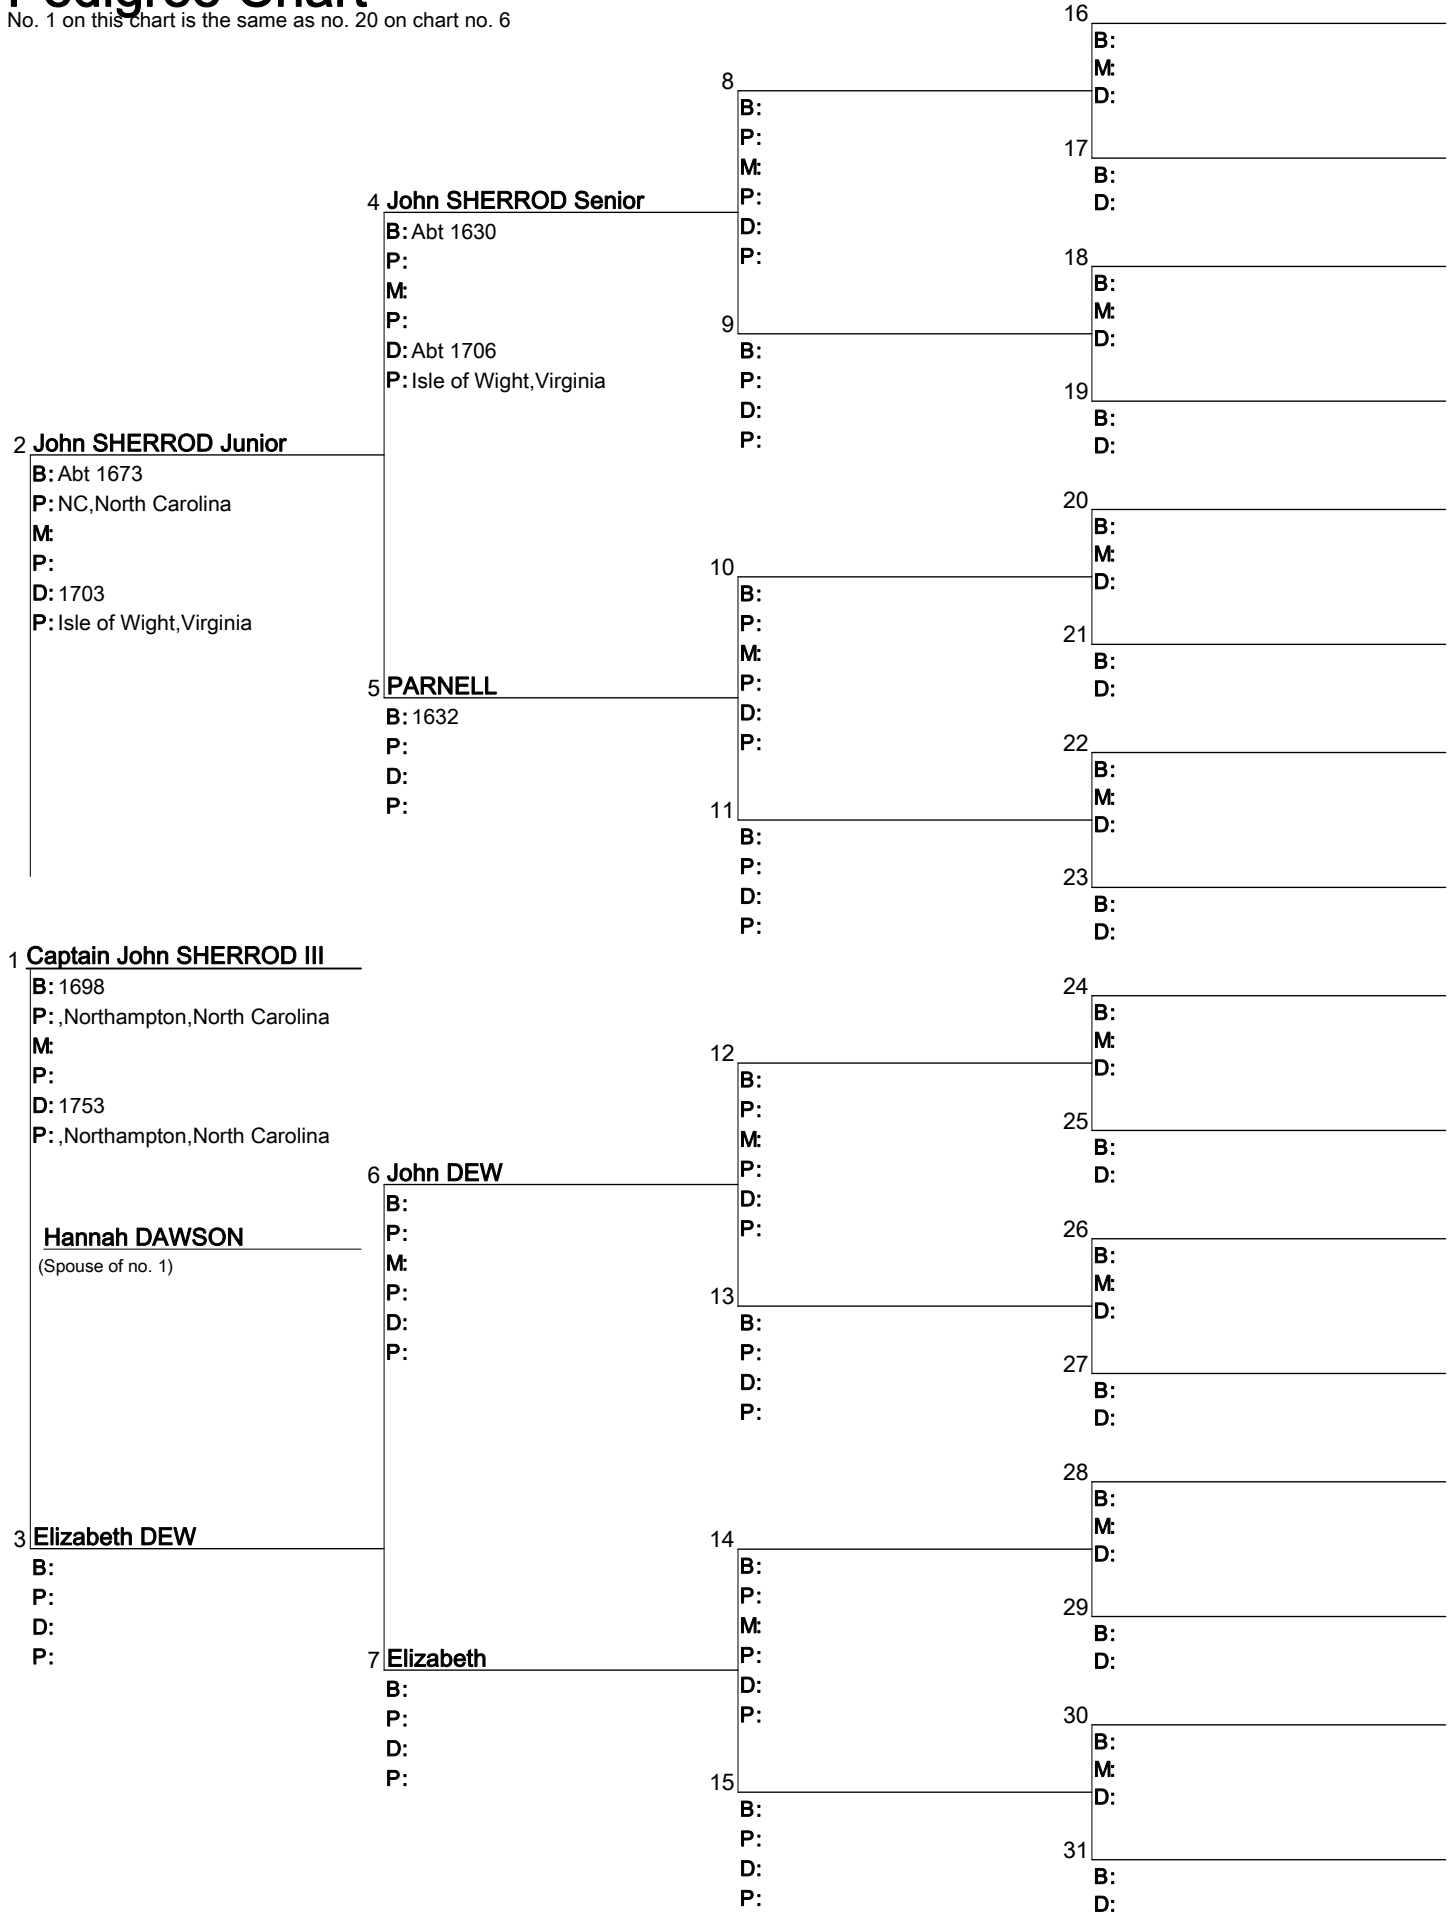 Pedigree Chart
No. 1 on this chart is the same as no. 20 on chart no. 6
2 John SHERROD Junior
B: Abt 1673
P: NC,North Carolina
M:
P:
D: 1703
P: Isle of Wight,Virginia
1 Captain John SHERROD III
B: 1698
P: ,Northampton,North Carolina
M:
P:
D: 1753
P: ,Northampton,North Carolina
Hannah DAWSON
(Spouse of no. 1)
3 Elizabeth DEW
B:
P:
D:
P:
4 John SHERROD Senior
B: Abt 1630
P:
M:
P:
D: Abt 1706
P: Isle of Wight,Virginia
5 PARNELL
B: 1632
P:
D:
P:
6 John DEW
B:
P:
M:
P:
D:
P:
7 Elizabeth
B:
P:
D:
P:
8
B:
P:
M:
P:
D:
P:
9
B:
P:
D:
P:
10
B:
P:
M:
P:
D:
P:
11
B:
P:
D:
P:
12
B:
P:
M:
P:
D:
P:
13
B:
P:
D:
P:
14
B:
P:
M:
P:
D:
P:
15
B:
P:
D:
P:
16
B:
M:
D:
17
B:
D:
18
B:
M:
D:
19
B:
D:
20
B:
M:
D:
21
B:
D:
22
B:
M:
D:
23
B:
D:
24
B:
M:
D:
25
B:
D:
26
B:
M:
D:
27
B:
D:
28
B:
M:
D:
29
B:
D:
30
B:
M:
D:
31
B:
D: